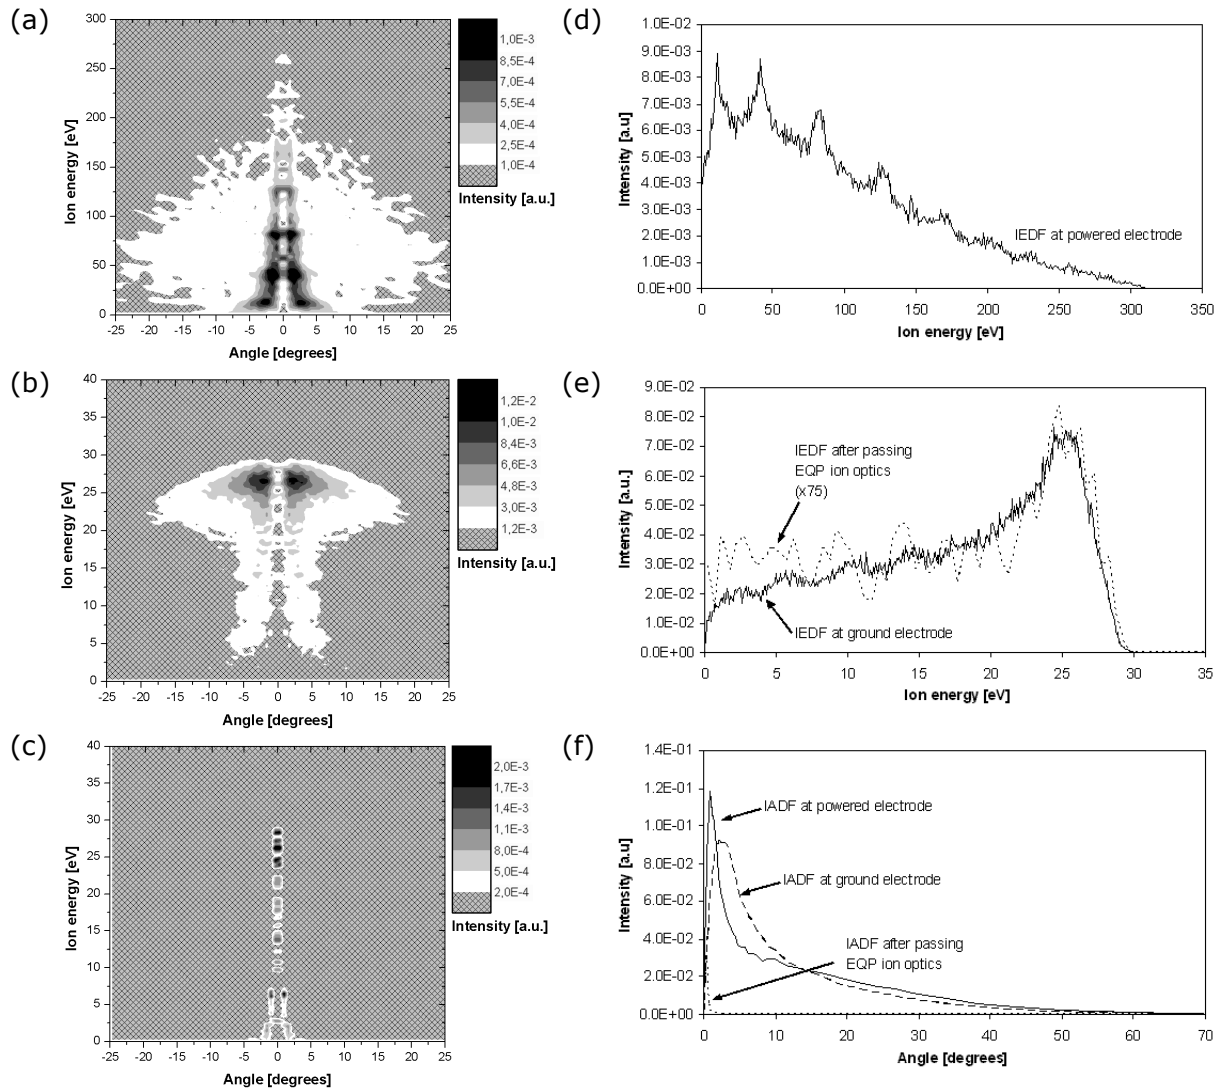 (a)
300
250
200
150
100
50
0
Ion energy [eV]
-25 -20 -15 -10 -5 0 5 10 15 20 25
Angle [degrees]
1,0E-3
8,5E-4
7,0E-4
5,5E-4
4,0E-4
2,5E-4
1,0E-4
Intensity [a.u.]
(d)
1.0E-02
9.0E-03
8.0E-03
7.0E-03
6.0E-03
5.0E-03
4.0E-03
3.0E-03
2.0E-03
1.0E-03
0.0E+00
Intensity [a.u]
IEDF at powered electrode
0 50 100 150 200 250 300 350
Ion energy [eV]
(b)
40
35
30
25
20
15
10
5
0
Ion energy [eV]
-25 -20 -15 -10 -5 0 5 10 15 20 25
Angle [degrees]
1,2E-2
1,0E-2
8,4E-3
6,6E-3
4,8E-3
3,0E-3
1,2E-3
Intensity [a.u.]
(e)
9.0E-02
8.0E-02
7.0E-02
6.0E-02
5.0E-02
4.0E-02
3.0E-02
2.0E-02
1.0E-02
0.0E+00
Intensity [a.u.]
IEDF after passing
EQP ion optics
(x75)
IEDF at ground electrode
0 5 10 15 20 25 30 35
Ion energy [eV]
(c)
40
35
30
25
20
15
10
5
0
Ion energy [eV]
-25 -20 -15 -10 -5 0 5 10 15 20 25
Angle [degrees]
2,0E-3
1,7E-3
1,4E-3
1,1E-3
8,0E-4
5,0E-4
2,0E-4
Intensity [a.u.]
(f)
1.4E-01
1.2E-01
1.0E-01
8.0E-02
6.0E-02
4.0E-02
2.0E-02
0.0E+00
Intensity [a.u]
IADF at powered electrode
IADF at ground electrode
IADF after passing
EQP ion optics
0 10 20 30 40 50 60 70
Angle [degrees]